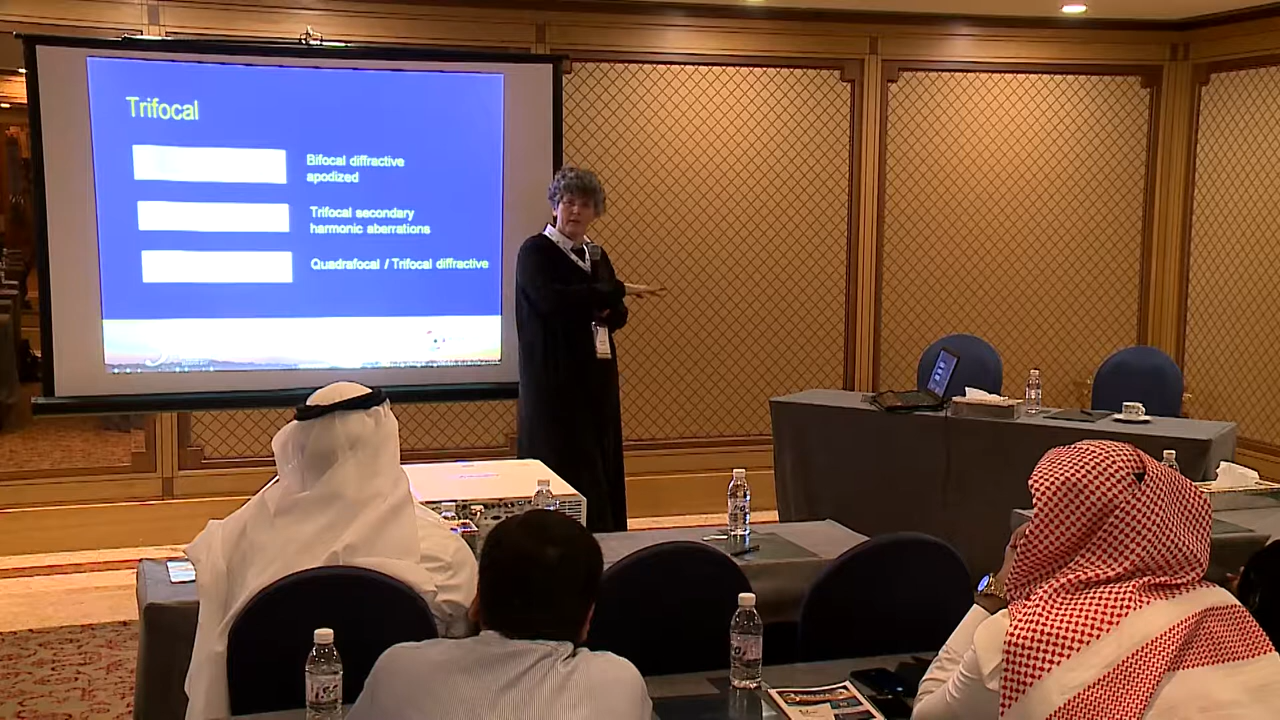 Trifocal
Bifocal diffractive
apodized
Trifocal secondary
harmonic aberrations
Quadrafocal / Trifocal diffractive